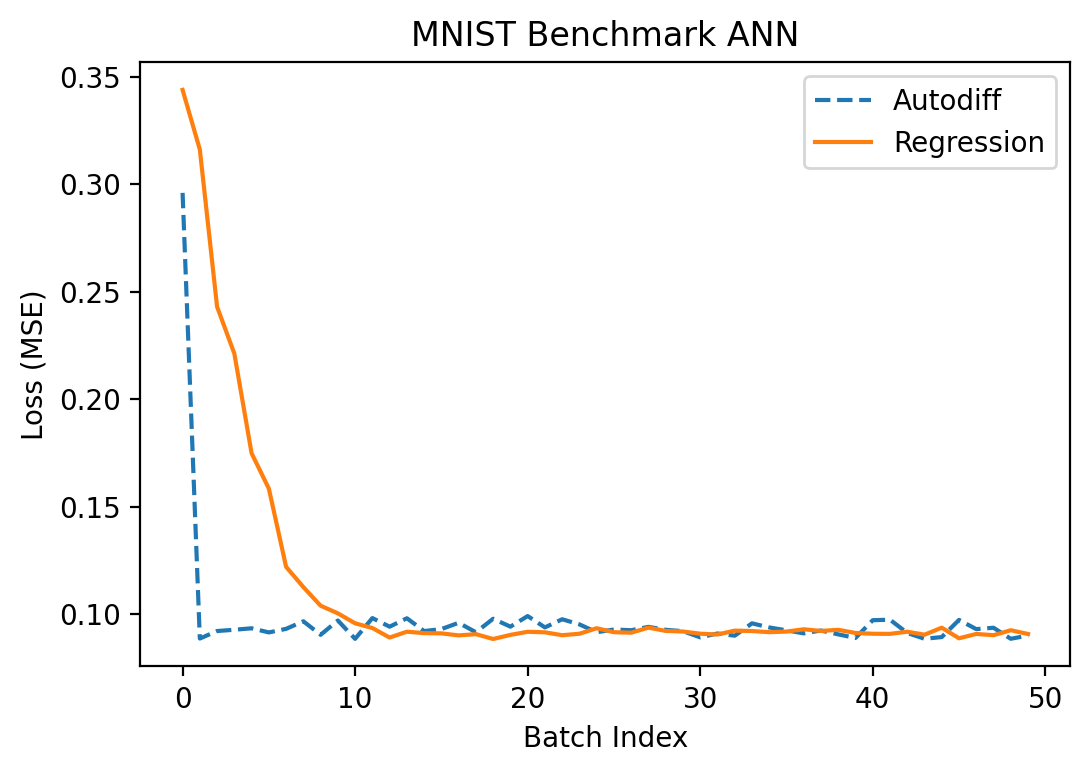 MNIST Benchmark ANN
Autodiff
Regression
Loss (MSE)
0.35
0.30
0.25
0.20
0.15
0.10
0 10 20 30 40 50
Batch Index